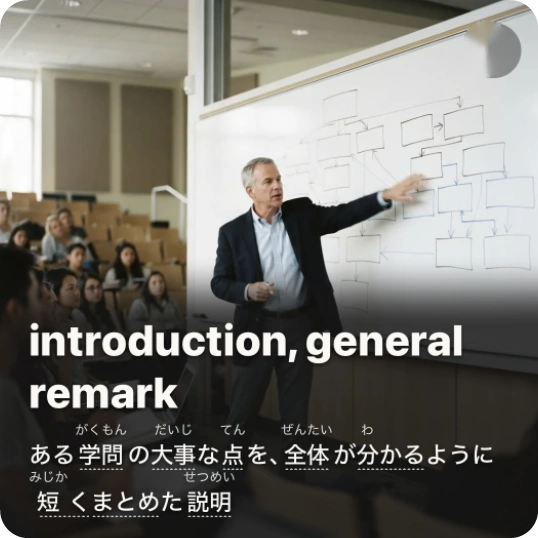 introduction, general
remark
がくもん だいじ てん ぜんたい わ
ある学問の大事な点を、全体が分かるように
みじか せつめい
短くまとめた説明